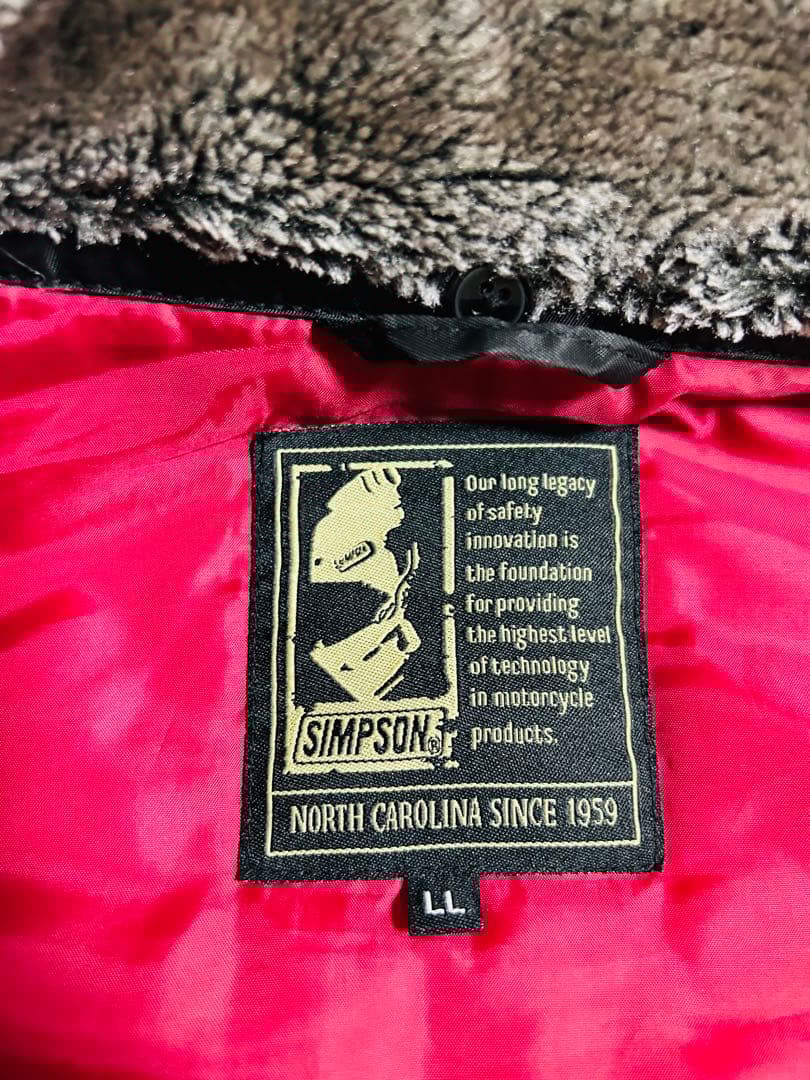 Our long legacy
of safety
innovation is
the foundation
for providing
the highest level
of technology
in motorcycle
products.
SIMPSON®
NORTH CAROLINA SINCE 1959
LL